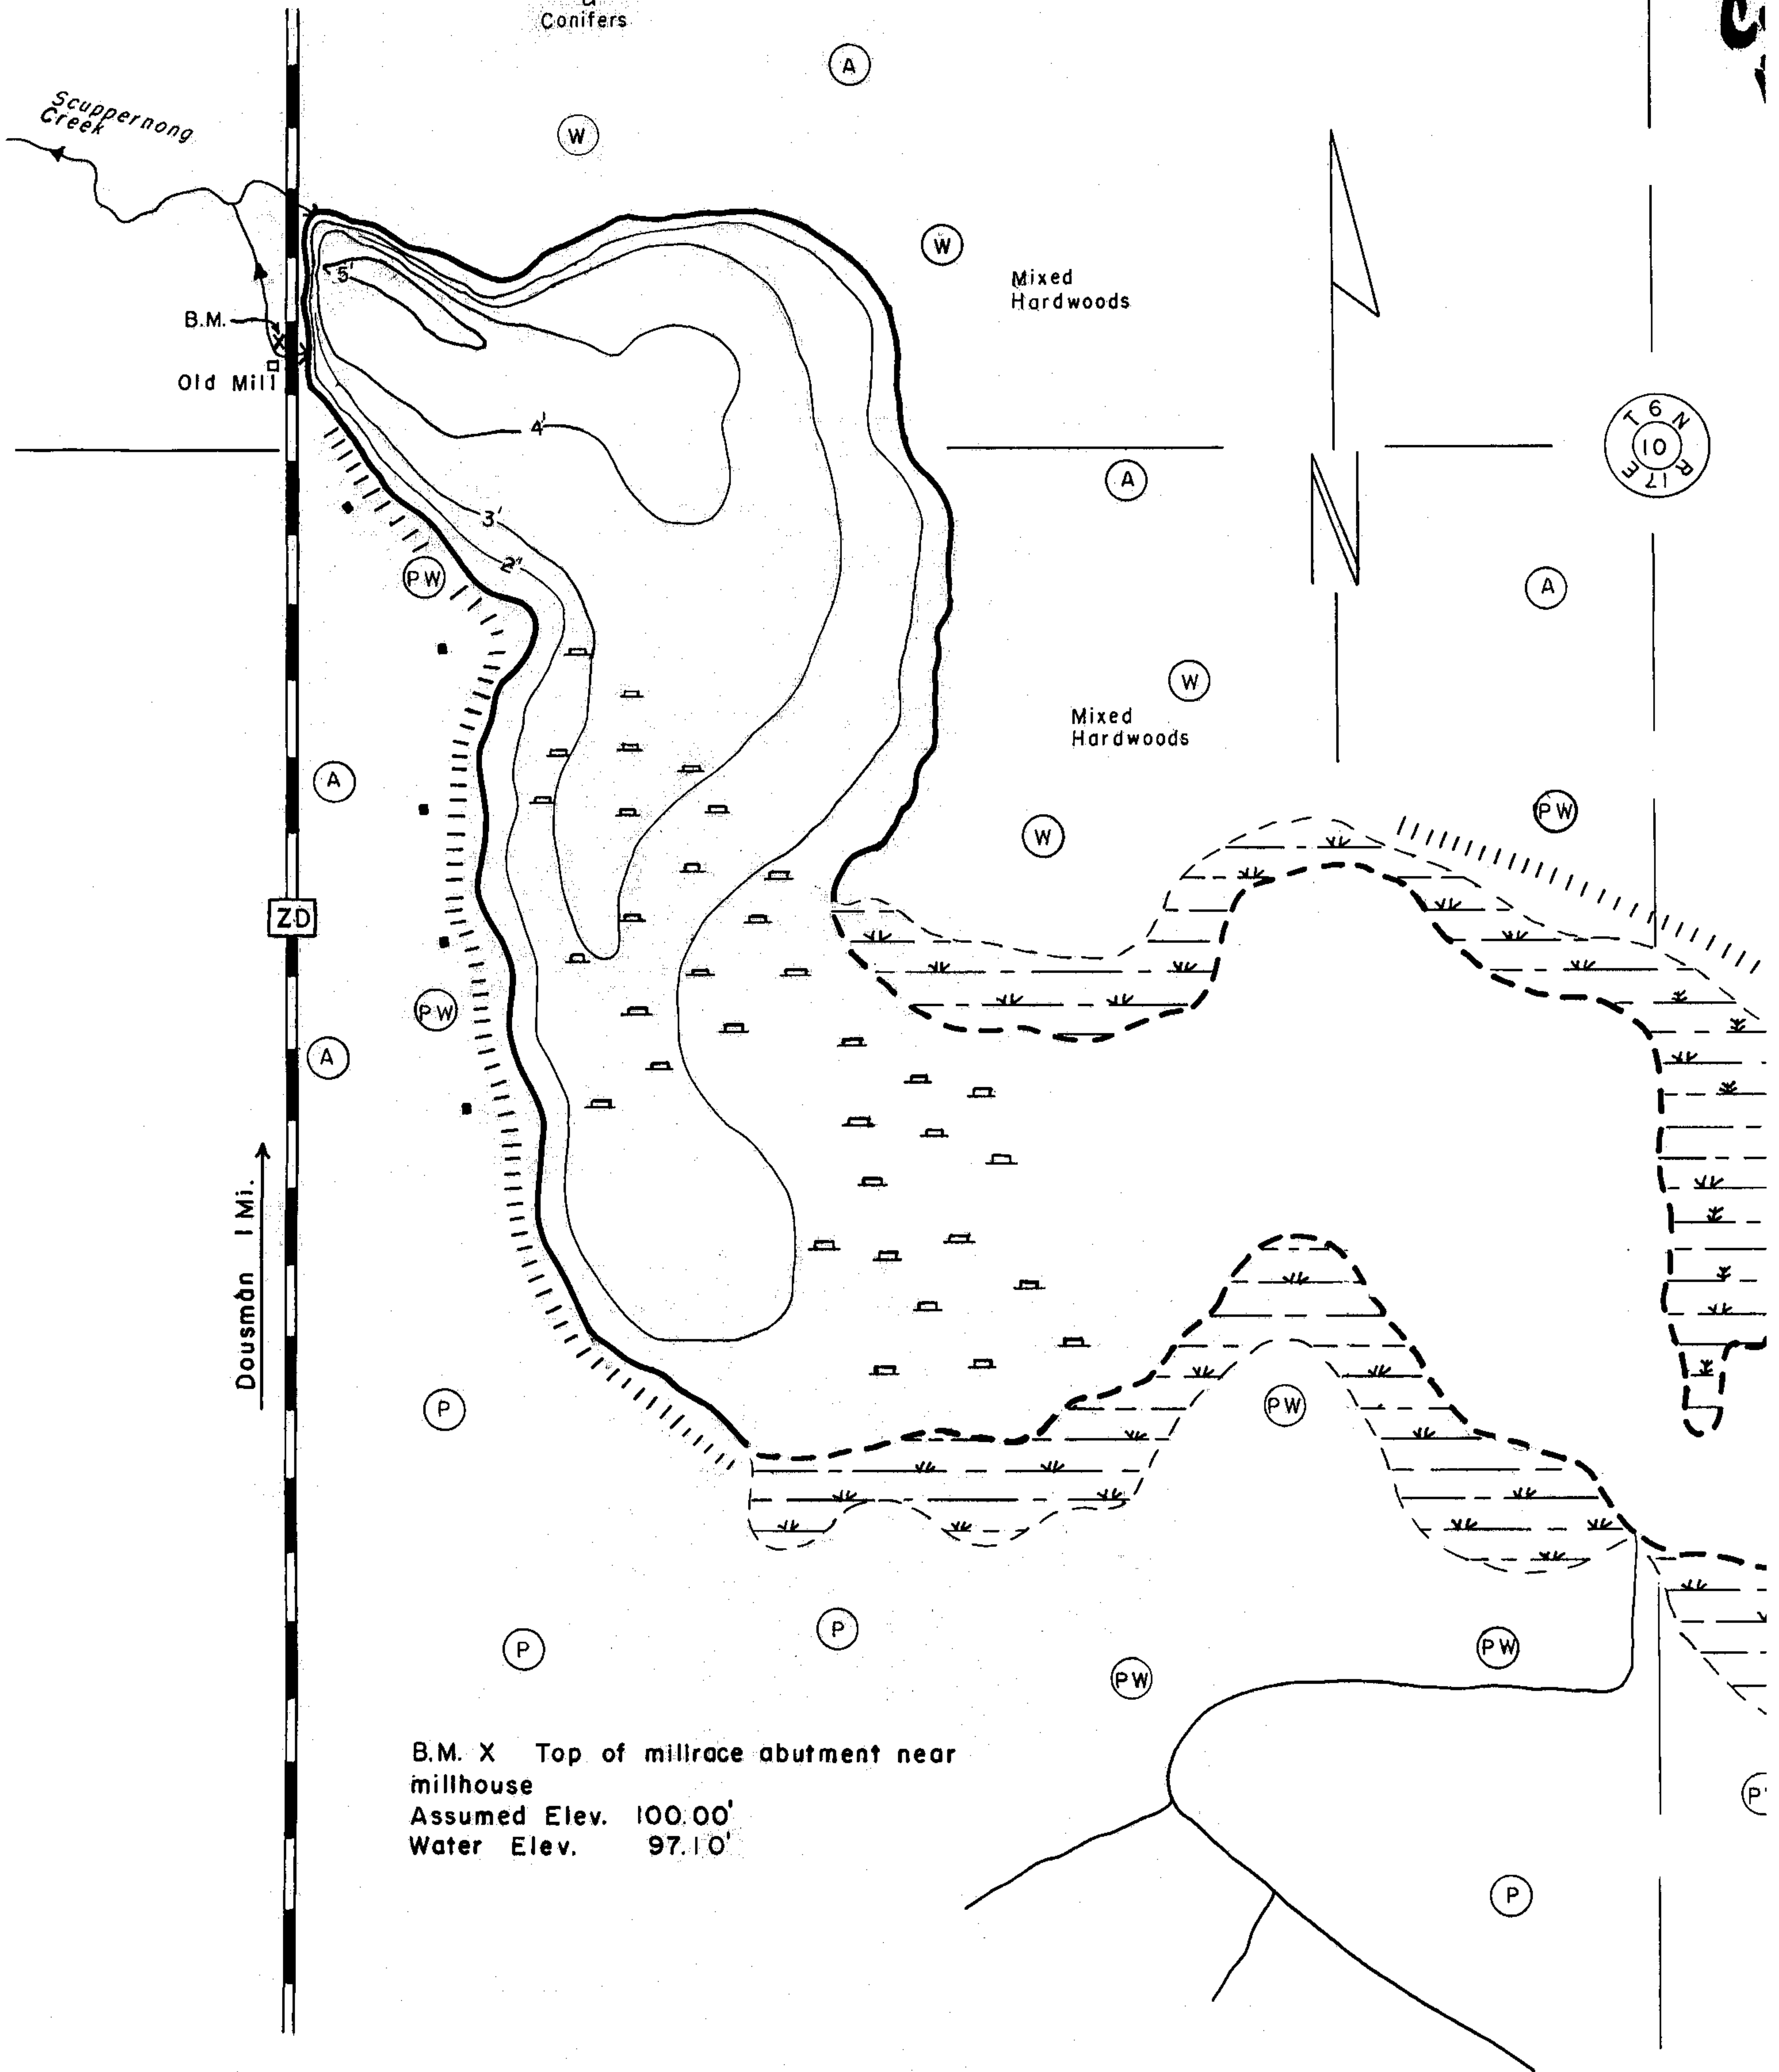 Conifers
A
Scuppernong
Creek
W
W
Mixed
Hardwoods
5'
B.M.
X
Old Mill
4'
T 6 N
10
R 17 E
A
3'
2'
PW
A
N
W
Mixed
Hardwoods
A
PW
W
ZD
PW
A
Dousman 1 Mi.
P
PW
P
P
PW
PW
B.M. X Top of millrace abutment near
millhouse
Assumed Elev. 100.00'
Water Elev. 97.10'
P